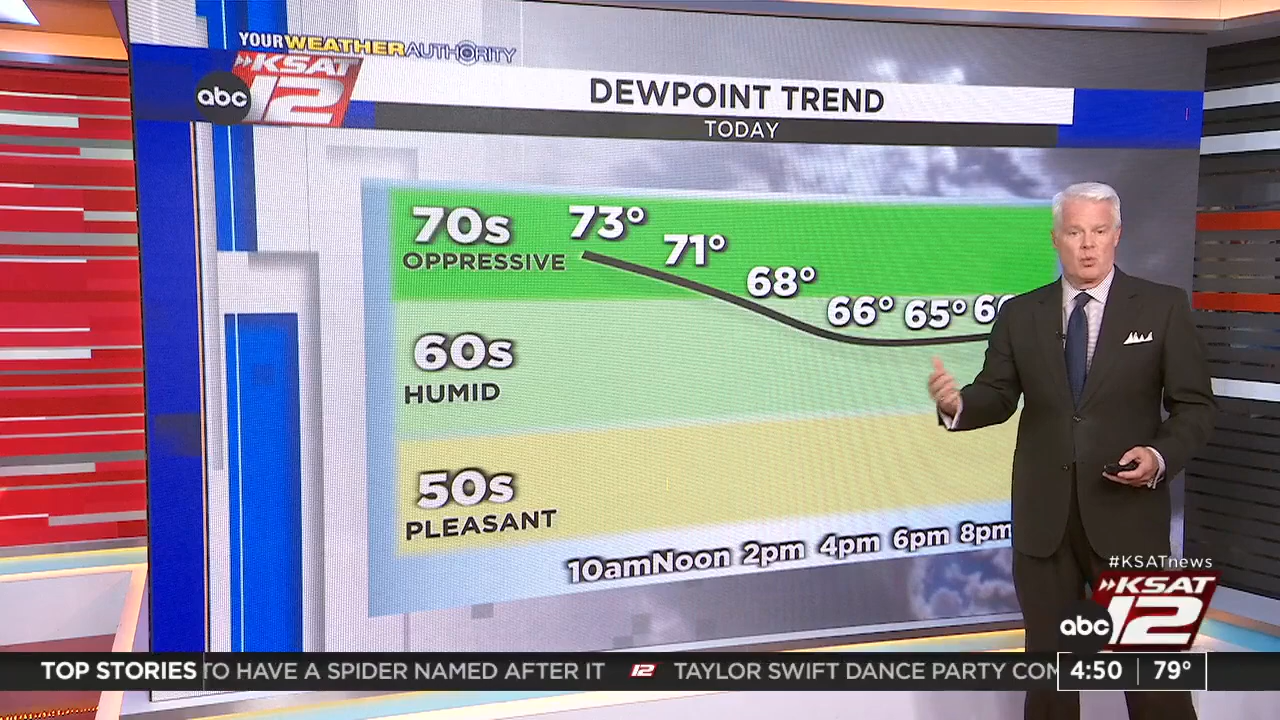 YOUR WEATHER AUTHORITY
KSAT
abc 12
DEWPOINT TREND
TODAY
70s 73° 71° 68° 66° 65°
OPPRESSIVE
60s
HUMID
50s
PLEASANT
10am Noon 2pm 4pm 6pm 8pm
#KSATnews
KSAT
abc 12
TOP STORIES TO HAVE A SPIDER NAMED AFTER IT 12 TAYLOR SWIFT DANCE PARTY COM 4:50 79°